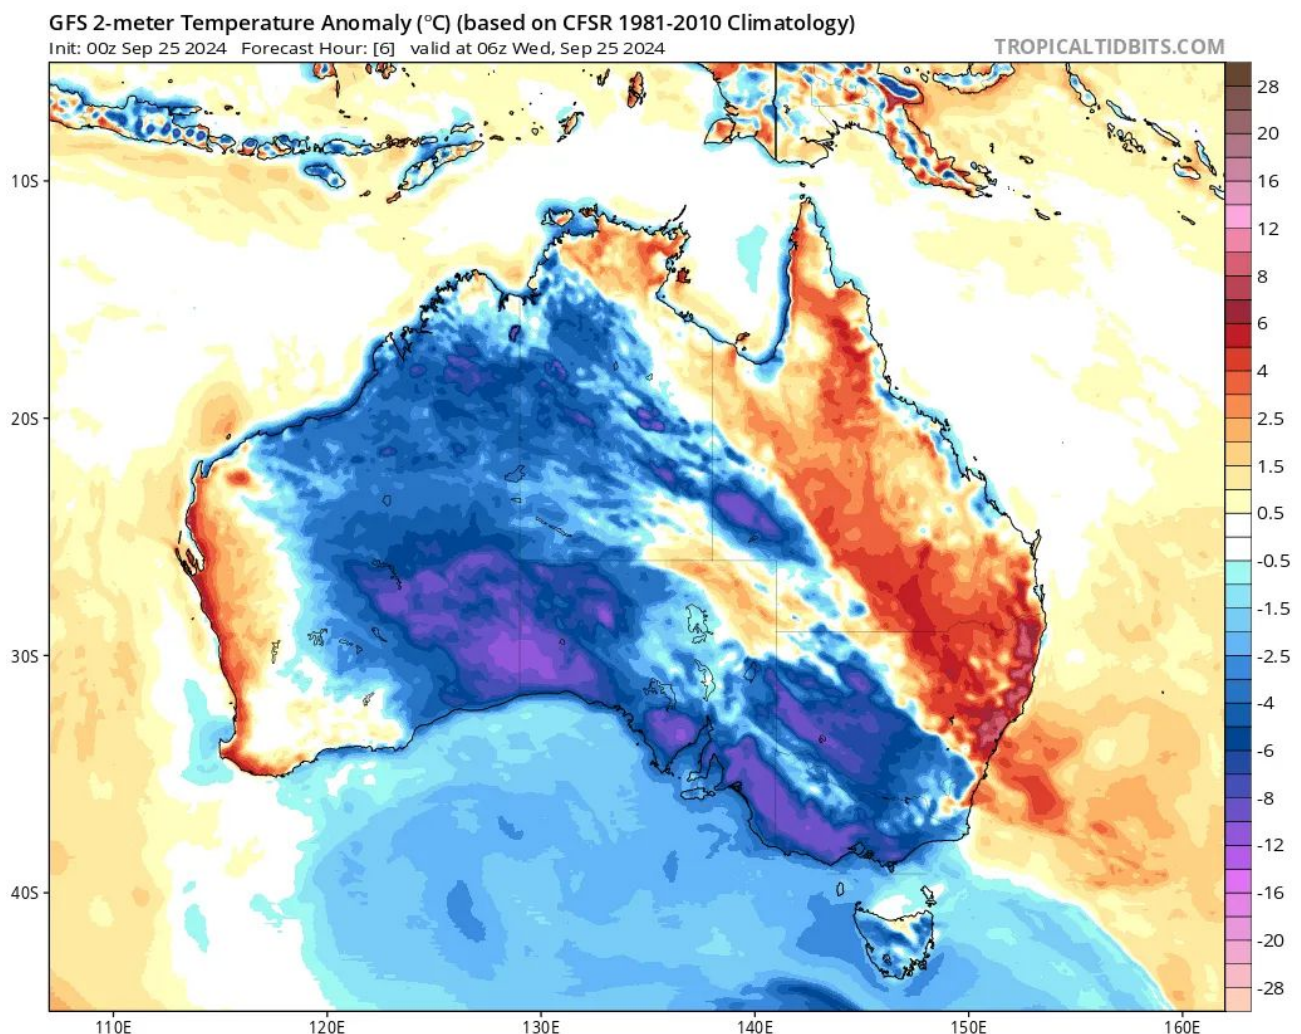 GFS 2-meter Temperature Anomaly (°C) (based on CFSR 1981-2010 Climatology)
Init: 00z Sep 25 2024 Forecast Hour: [6] valid at 06z Wed, Sep 25 2024
TROPICALTIDBITS.COM
28
20
16
12
8
6
4
2.5
1.5
0.5
-0.5
-1.5
-2.5
-4
-6
-8
-12
-16
-20
-28
10S
20S
30S
40S
110E
120E
130E
140E
150E
160E